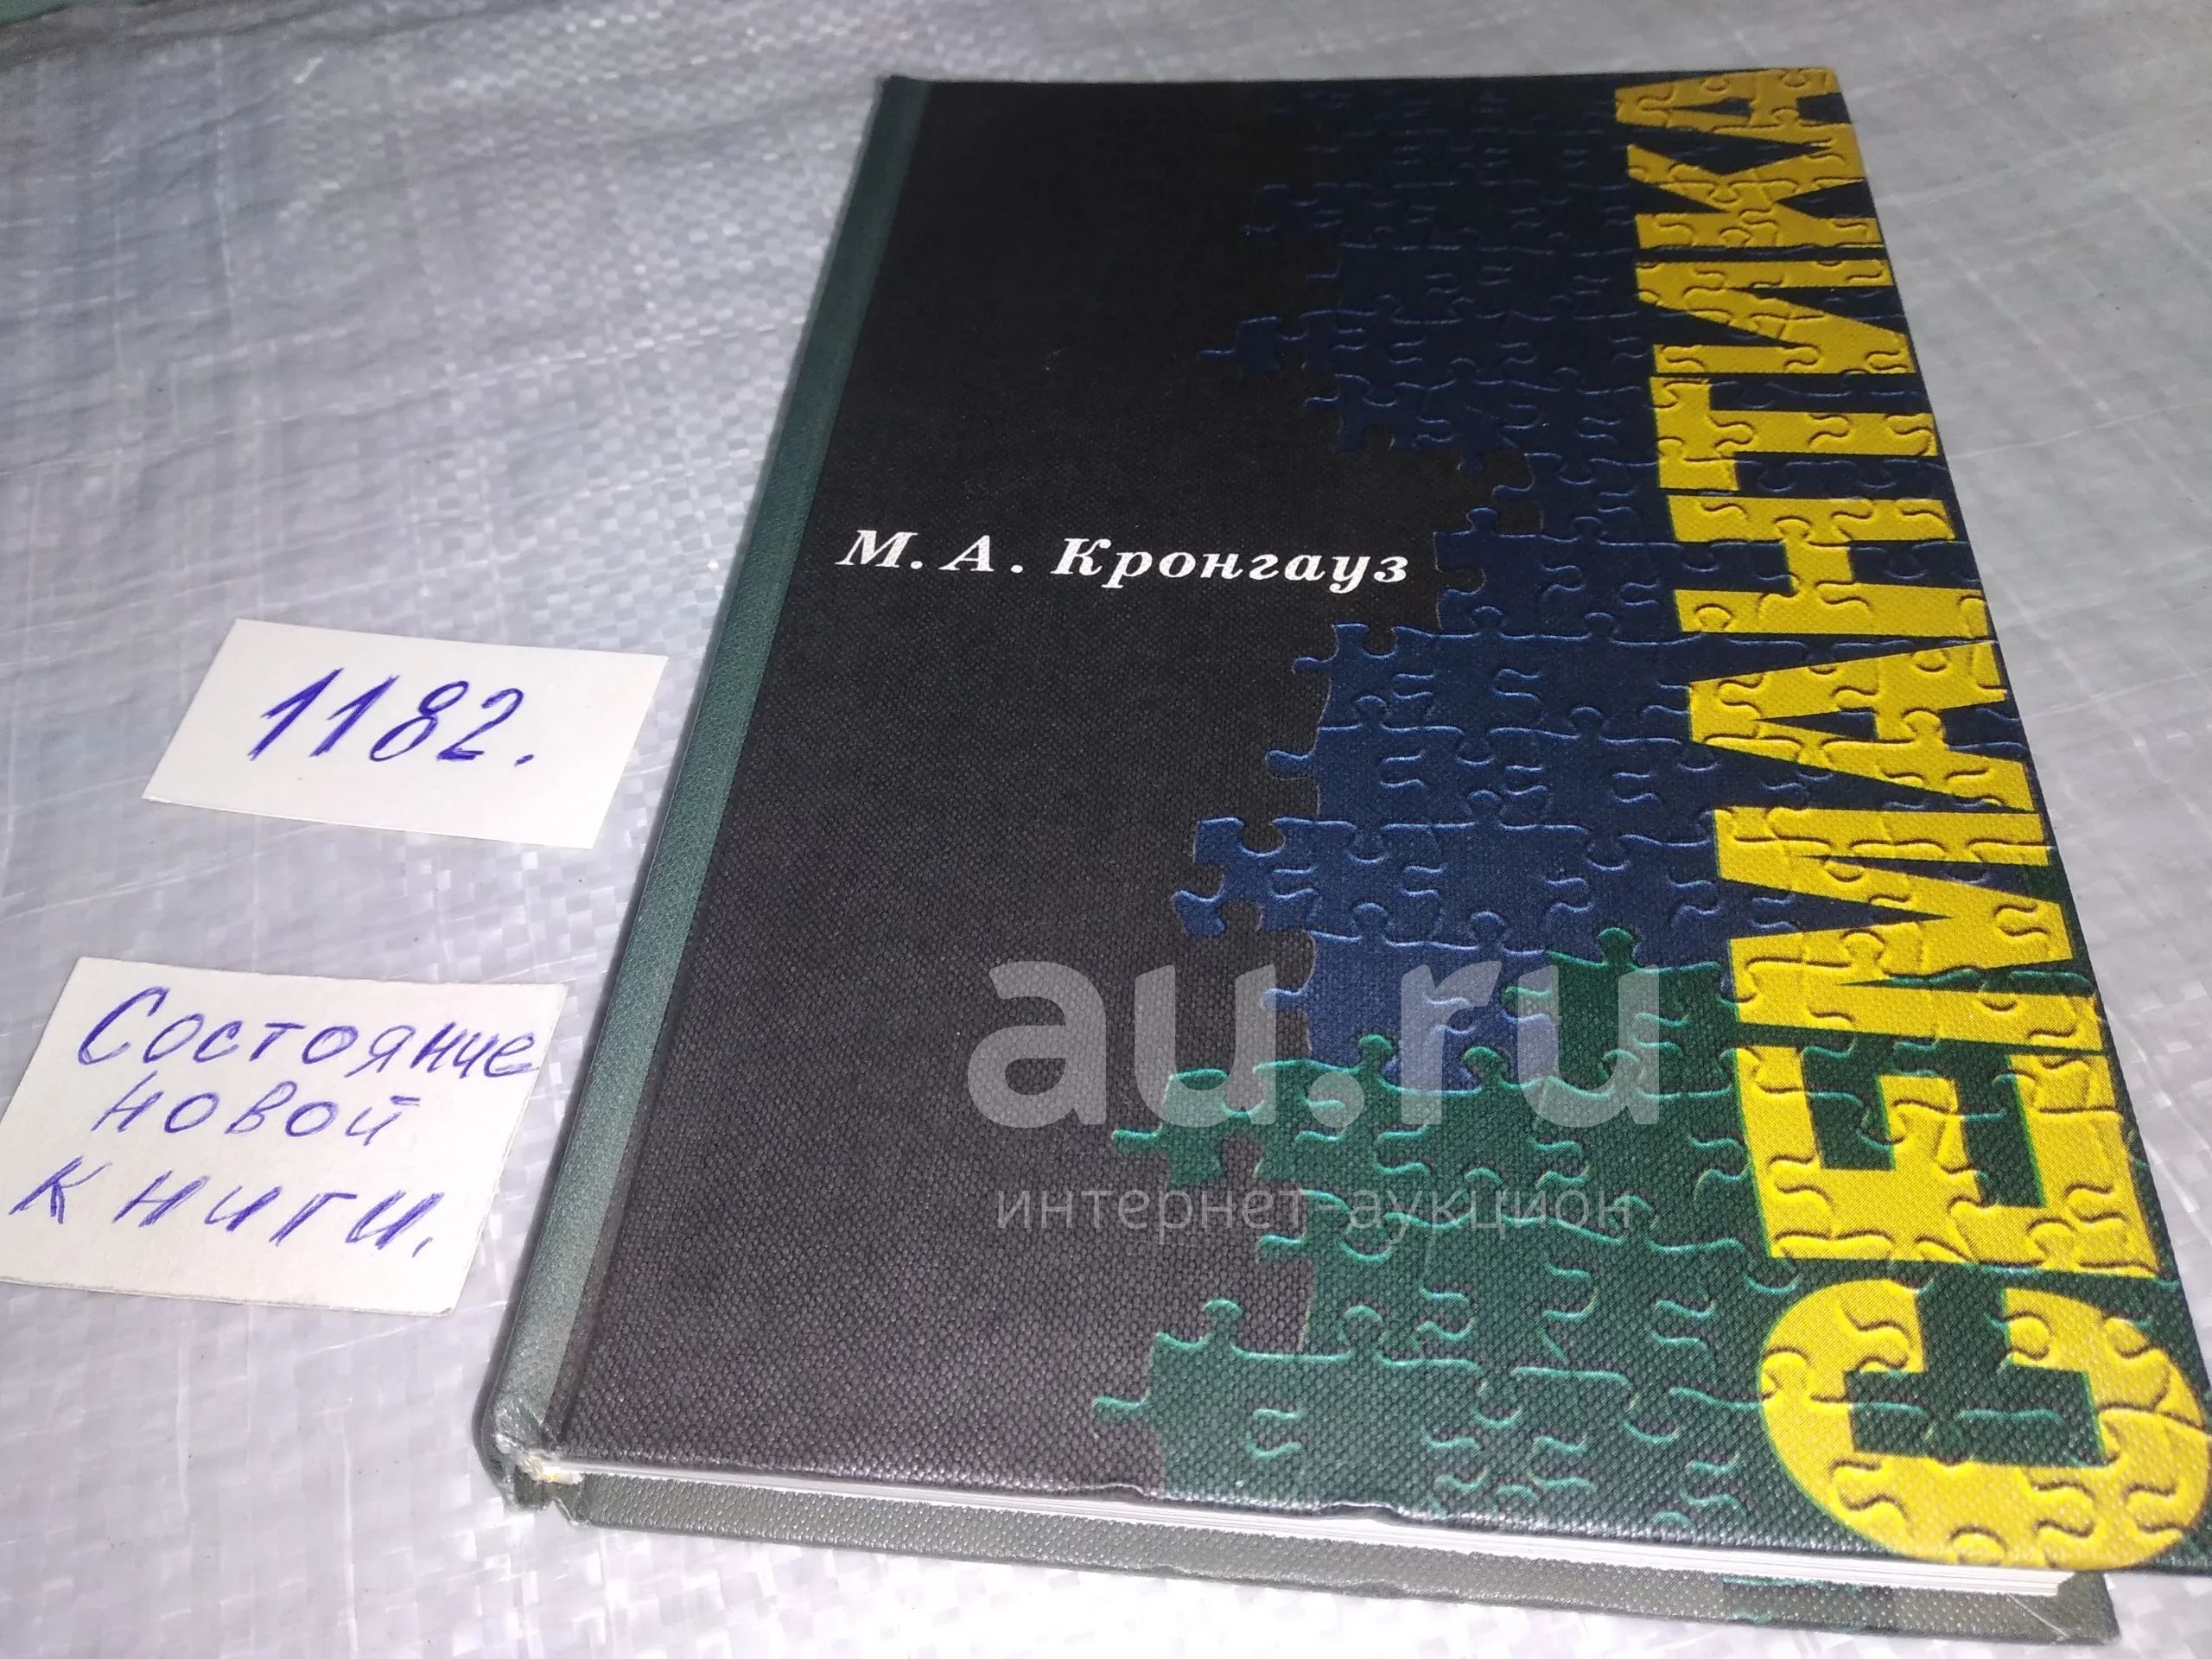 М. А. Кронгауз
СЕМАНТИКА
1182.
Состояние
новой
книги.
au.ru
интернет-аукцион